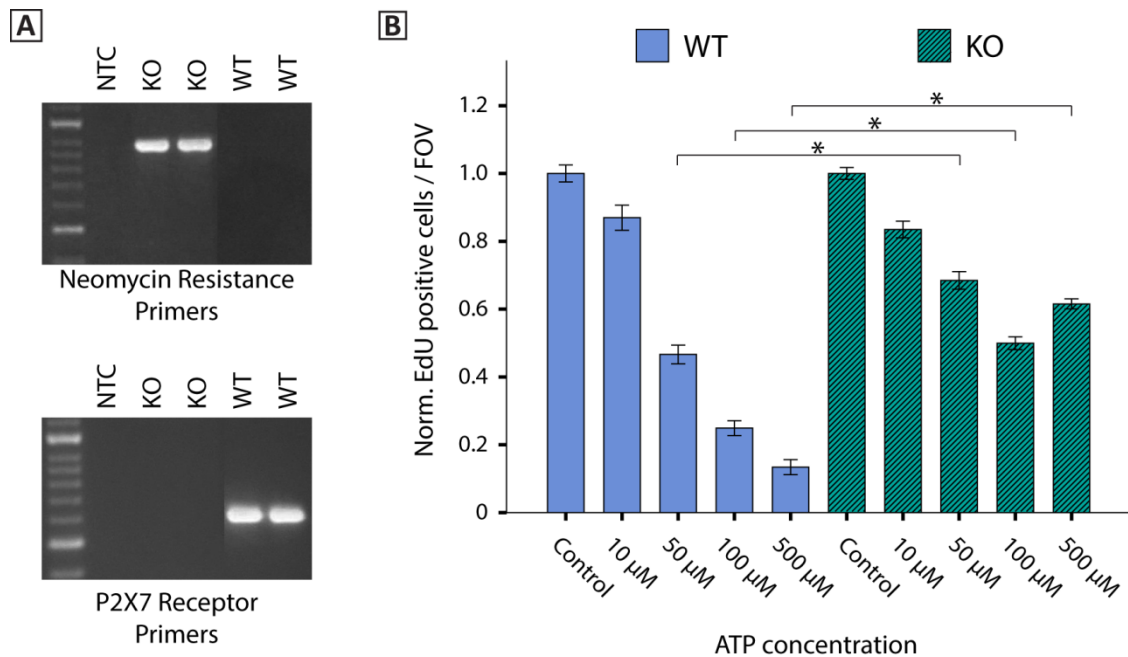 A
NTC KO KO WT WT
Neomycin Resistance
Primers
NTC KO KO WT WT
P2X7 Receptor
Primers
B
WT KO
Norm. EdU positive cells / FOV
1.2
1.0
0.8
0.6
0.4
0.2
0
*
*
*
Control 10 µM 50 µM 100 µM 500 µM Control 10 µM 50 µM 100 µM 500 µM
ATP concentration